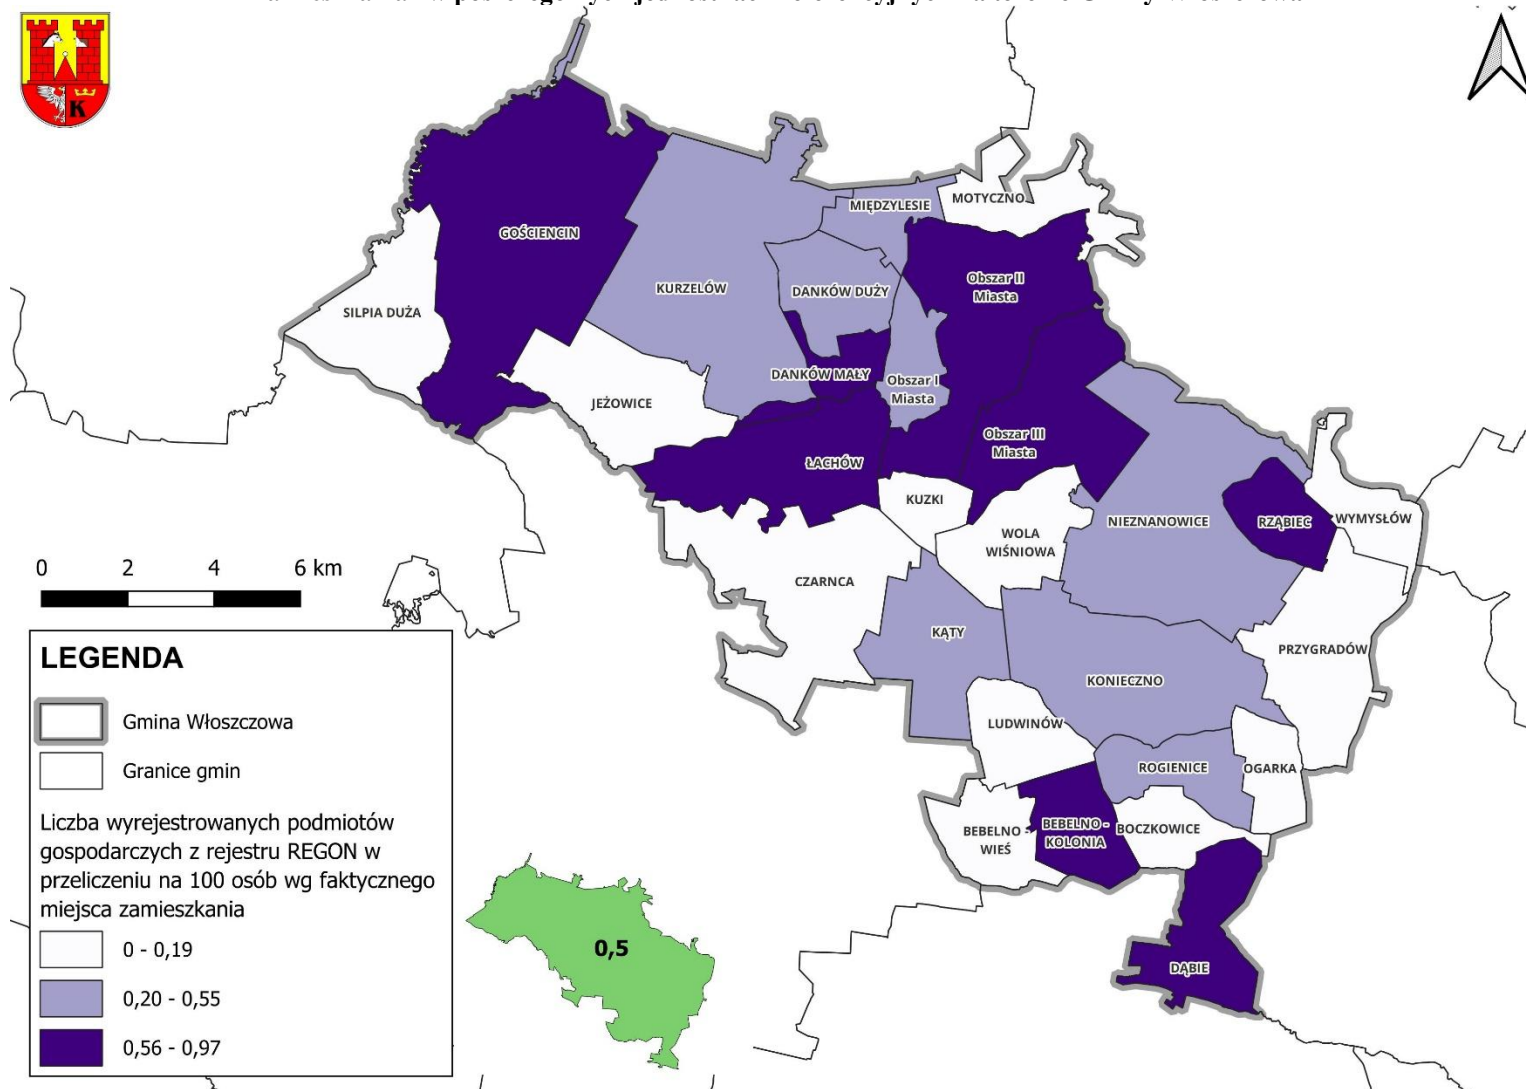 K
MIĘDZYLESIE
MOTYCZNO
GOŚCIENCIN
KURZELÓW
DANKÓW DUŻY
Obszar II
Miasta
SILPIA DUŻA
DANKÓW MAŁY
Obszar I
Miasta
JEŻOWICE
Obszar III
Miasta
ŁACHÓW
KUZKI
WOLA
WIŚNIOWA
NIEZNANOWICE
RZĄBIEC
WYMYSŁÓW
CZARNCA
KĄTY
PRZYGRADÓW
KONIECZNO
LUDWINÓW
ROGIENICE
OGARKA
BEBELNO -
WIEŚ
BEBELNO -
KOLONIA
BOCZKOWICE
DĄBIE
0 2 4 6 km
LEGENDA
Gmina Włoszczowa
Granice gmin
Liczba wyrejestrowanych podmiotów
gospodarczych z rejestru REGON w
przeliczeniu na 100 osób wg faktycznego
miejsca zamieszkania
0 - 0,19
0,20 - 0,55
0,56 - 0,97
0,5